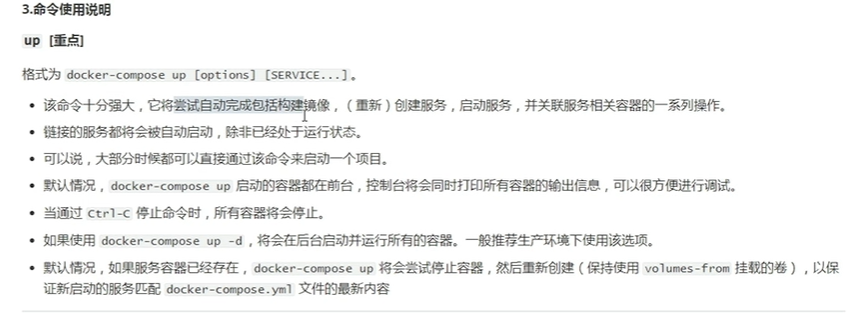 3.命令使用说明
up [重点]
格式为 docker-compose up [options] [SERVICE...]。
• 该命令十分强大，它将尝试自动完成包括构建镜像，（重新）创建服务，启动服务，并关联服务相关容器的一系列操作。
• 链接的服务都将会被自动启动，除非已经处于运行状态。
• 可以说，大部分时候都可以直接通过该命令来启动一个项目。
• 默认情况，docker-compose up 启动的容器都在前台，控制台将会同时打印所有容器的输出信息，可以很方便进行调试。
• 当通过 Ctrl-C 停止命令时，所有容器将会停止。
• 如果使用 docker-compose up -d，将会在后台启动并运行所有的容器。一般推荐生产环境下使用该选项。
• 默认情况，如果服务容器已经存在，docker-compose up 将会尝试停止容器，然后重新创建（保持使用 volumes-from 挂载的卷），以保
证新启动的服务匹配 docker-compose.yml 文件的最新内容